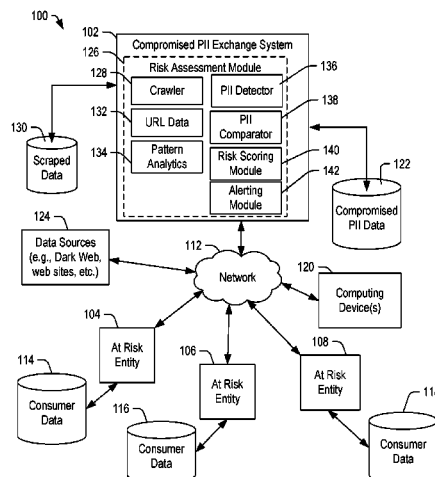 100
102
Compromised PII Exchange System
126
Risk Assessment Module
128
Crawler
136
PII Detector
132
URL Data
138
PII Comparator
134
Pattern Analytics
140
Risk Scoring Module
142
Alerting Module
130
Scraped Data
122
Compromised PII Data
124
Data Sources (e.g., Dark Web, web sites, etc.)
112
Network
120
Computing Device(s)
104
At Risk Entity
106
At Risk Entity
108
At Risk Entity
114
Consumer Data
116
Consumer Data
Consumer Data